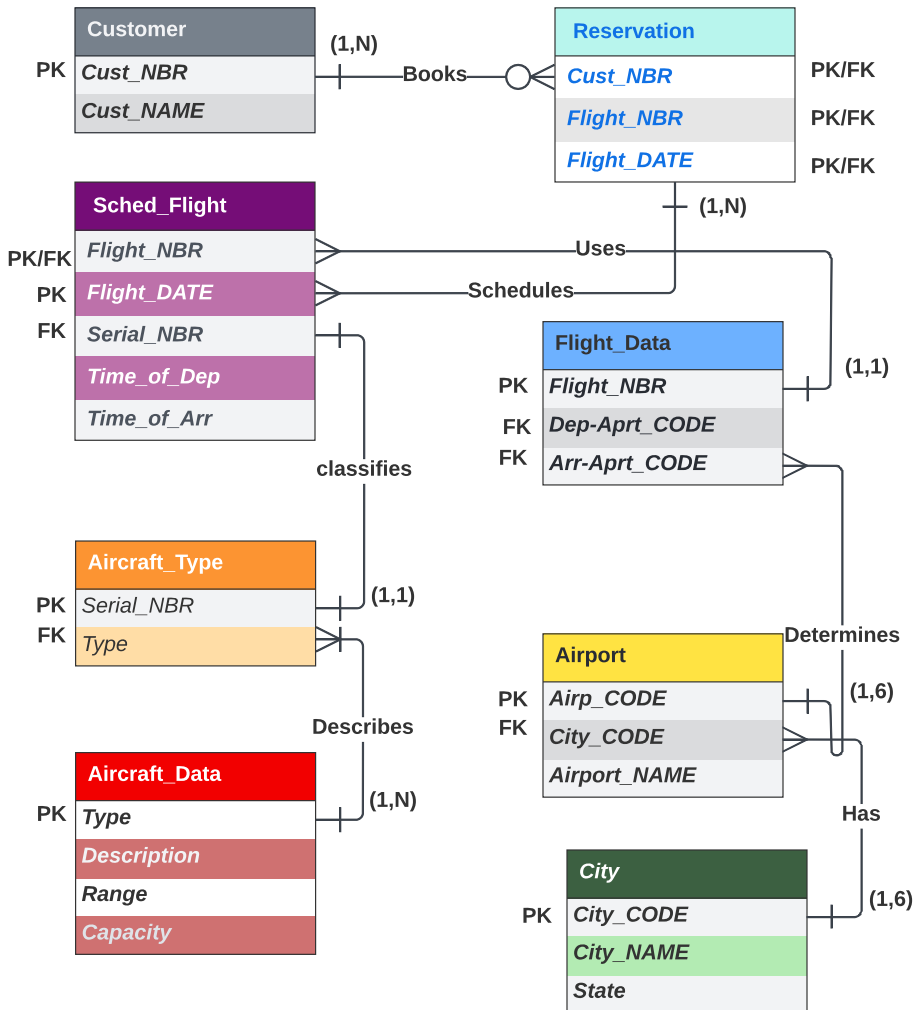 Customer
PK Cust_NBR
Cust_NAME
(1,N)
Books
Reservation
Cust_NBR PK/FK
Flight_NBR PK/FK
Flight_DATE PK/FK
(1,N)
Sched_Flight
PK/FK Flight_NBR
PK Flight_DATE
FK Serial_NBR
Time_of_Dep
Time_of_Arr
Uses
Schedules
Flight_Data
PK Flight_NBR
FK Dep-Aprt_CODE
FK Arr-Aprt_CODE
(1,1)
classifies
Aircraft_Type
PK Serial_NBR
FK Type
(1,1)
Determines
Airport
PK Airp_CODE
FK City_CODE
Airport_NAME
(1,6)
Describes
Aircraft_Data
PK Type
Description
Range
Capacity
(1,N)
Has
City
PK City_CODE
City_NAME
State
(1,6)